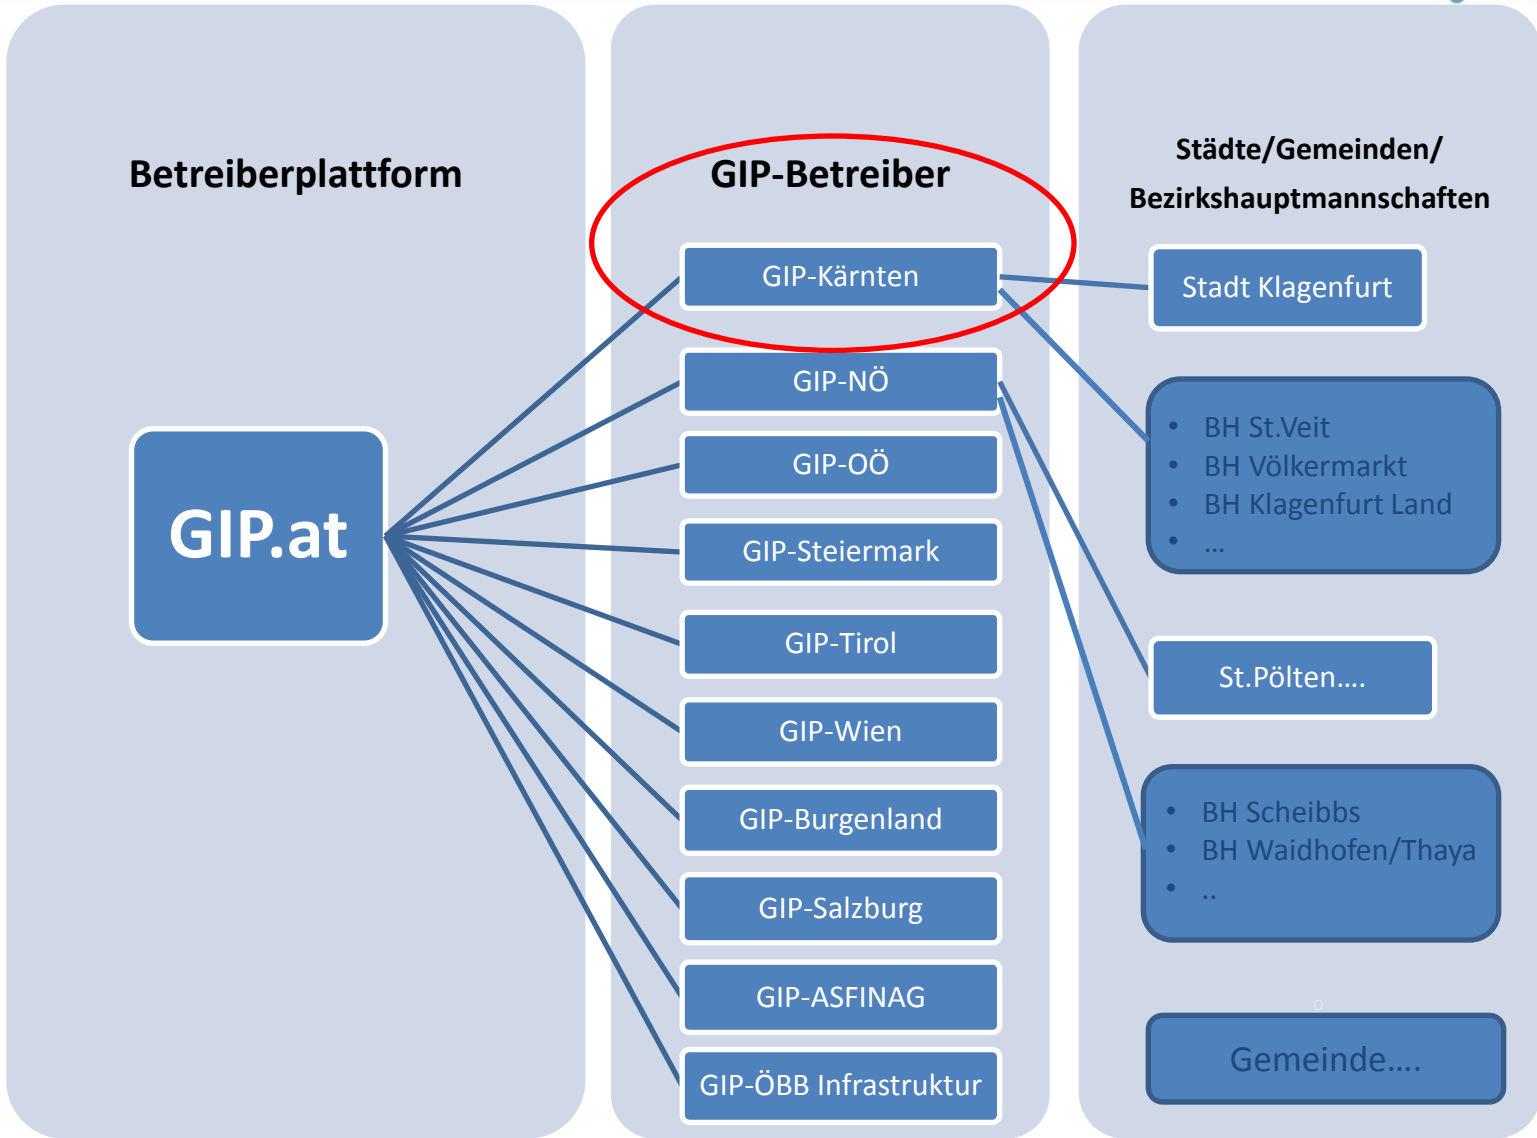 Betreiberplattform
GIP.at
GIP-Betreiber
GIP-Kärnten
GIP-NÖ
GIP-OÖ
GIP-Steiermark
GIP-Tirol
GIP-Wien
GIP-Burgenland
GIP-Salzburg
GIP-ASFINAG
GIP-ÖBB Infrastruktur
Städte/Gemeinden/
Bezirkshauptmannschaften
Stadt Klagenfurt
• BH St.Veit
• BH Völkermarkt
• BH Klagenfurt Land
• ...
St.Pölten....
• BH Scheibbs
• BH Waidhofen/Thaya
• ..
o
Gemeinde....